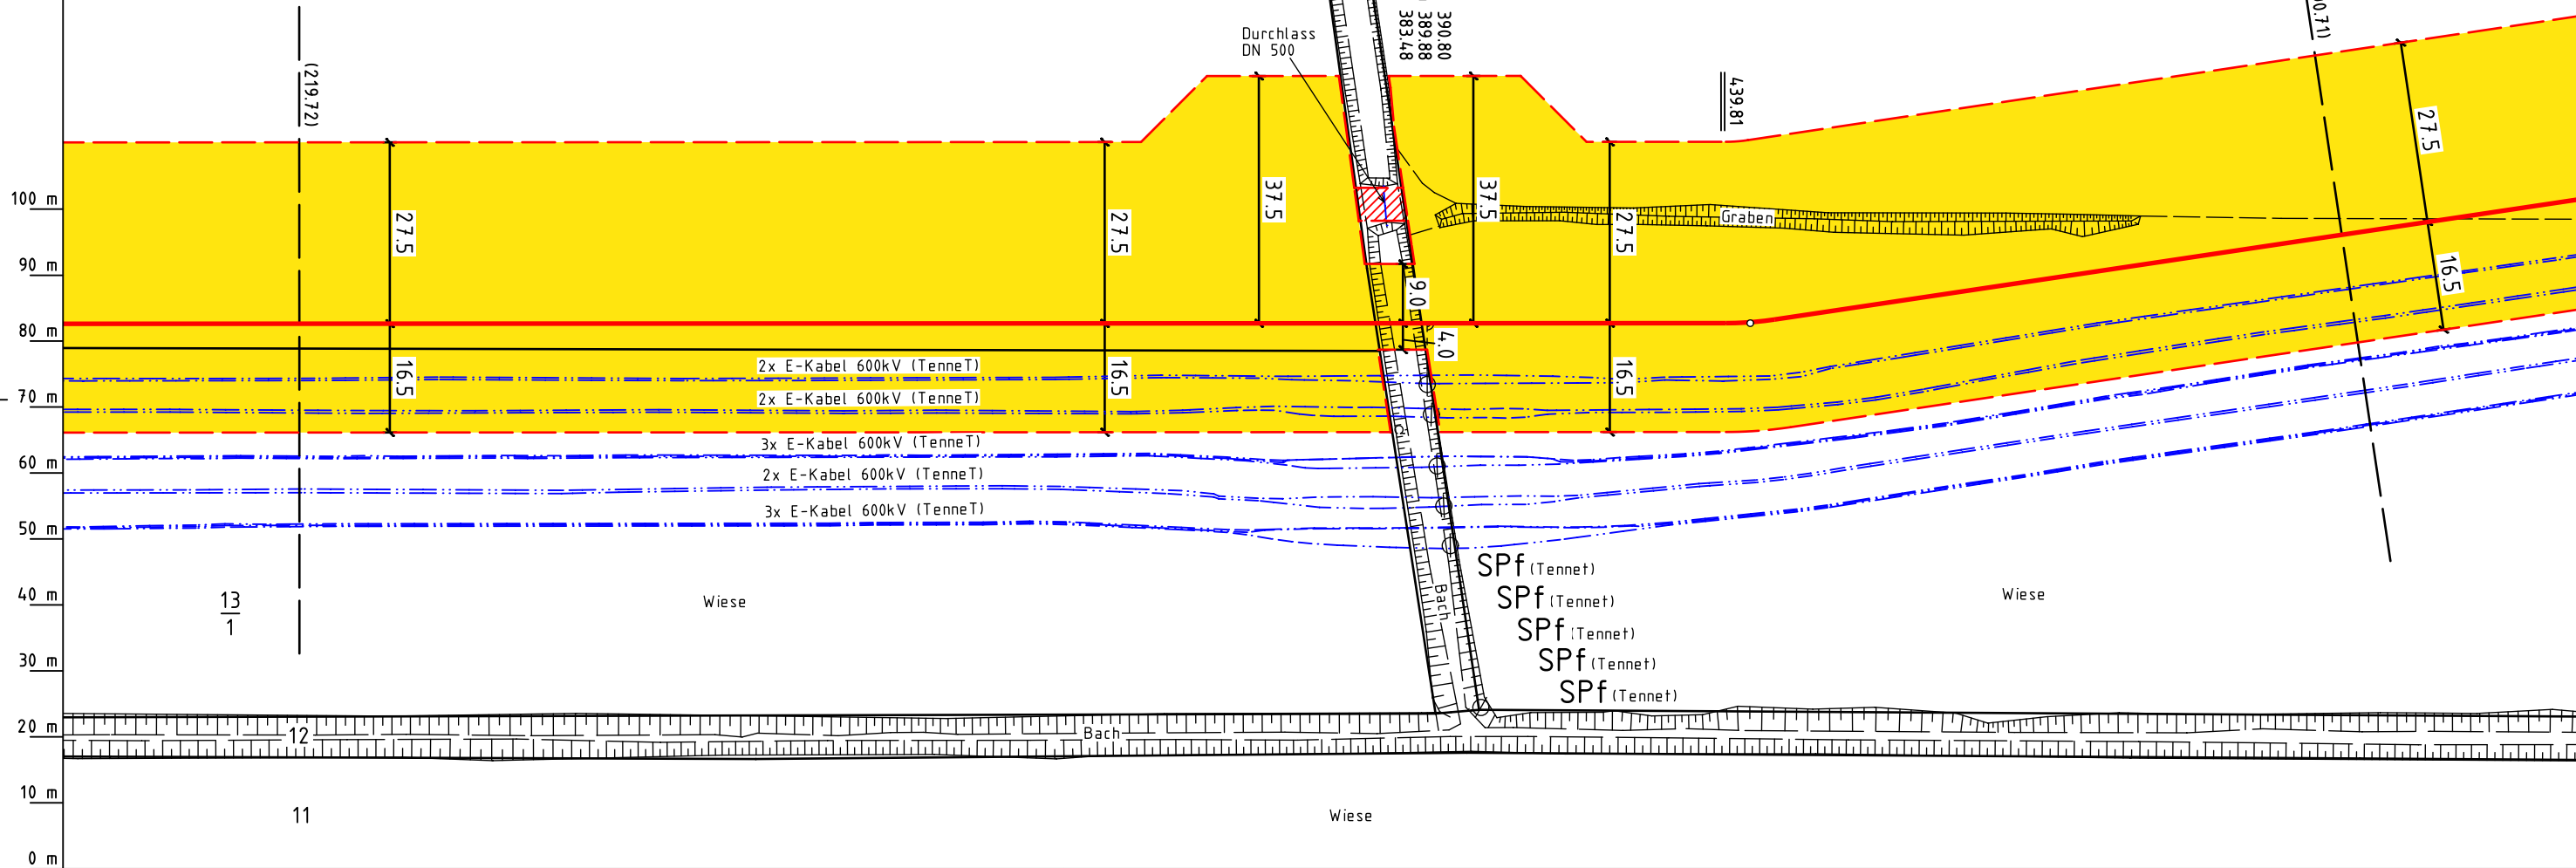 Durchlass
DN 500
390.80
389.88
383.48
439.81
(219.72)
0.71)
27.5
27.5
37.5
37.5
27.5
27.5
Graben
100 m
90 m
80 m
70 m
60 m
50 m
40 m
30 m
20 m
10 m
0 m
9.0
4.0
16.5
16.5
16.5
16.5
2x E-Kabel 600kV (TenneT)
2x E-Kabel 600kV (TenneT)
3x E-Kabel 600kV (TenneT)
2x E-Kabel 600kV (TenneT)
3x E-Kabel 600kV (TenneT)
SPf (Tennet)
SPf (Tennet)
SPf (Tennet)
SPf (Tennet)
SPf (Tennet)
13
1
Wiese
Bach
Wiese
12
Bach
11
Wiese